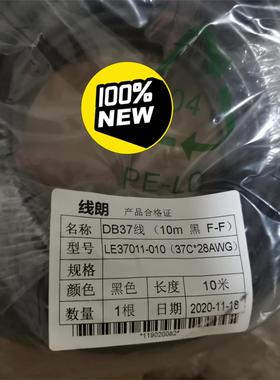 100%
NEW
04
PE-LD
线朗 产品合格证
名称 DB37线（10m 黑 F-F）
型号 LE37011-010（37C*28AWG）
规格
颜色 黑色 长度 10米
数量 1根 日期 2020-11-18
*119020082*